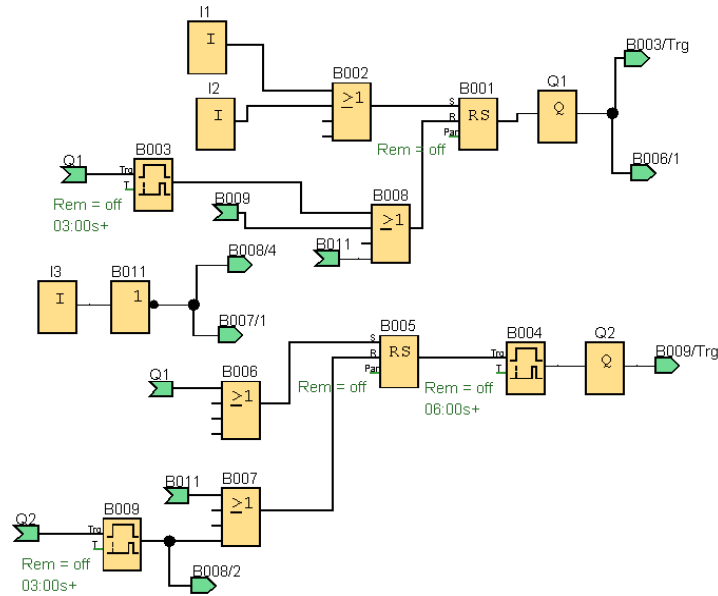 I1
I
B002
≥1
B001
S
R
Par
RS
Rem = off
Q1
Q
B003/Trg
B006/1
I2
I
Q1
B003
Trg
T
Rem = off
03:00s+
B009
B008
≥1
B011
I3
I
B011
1
B008/4
B007/1
B005
S
R
Par
RS
Rem = off
B004
Trg
T
Rem = off
06:00s+
Q2
Q
B009/Trg
Q1
B006
≥1
B011
B007
≥1
Q2
B009
Trg
T
Rem = off
03:00s+
B008/2